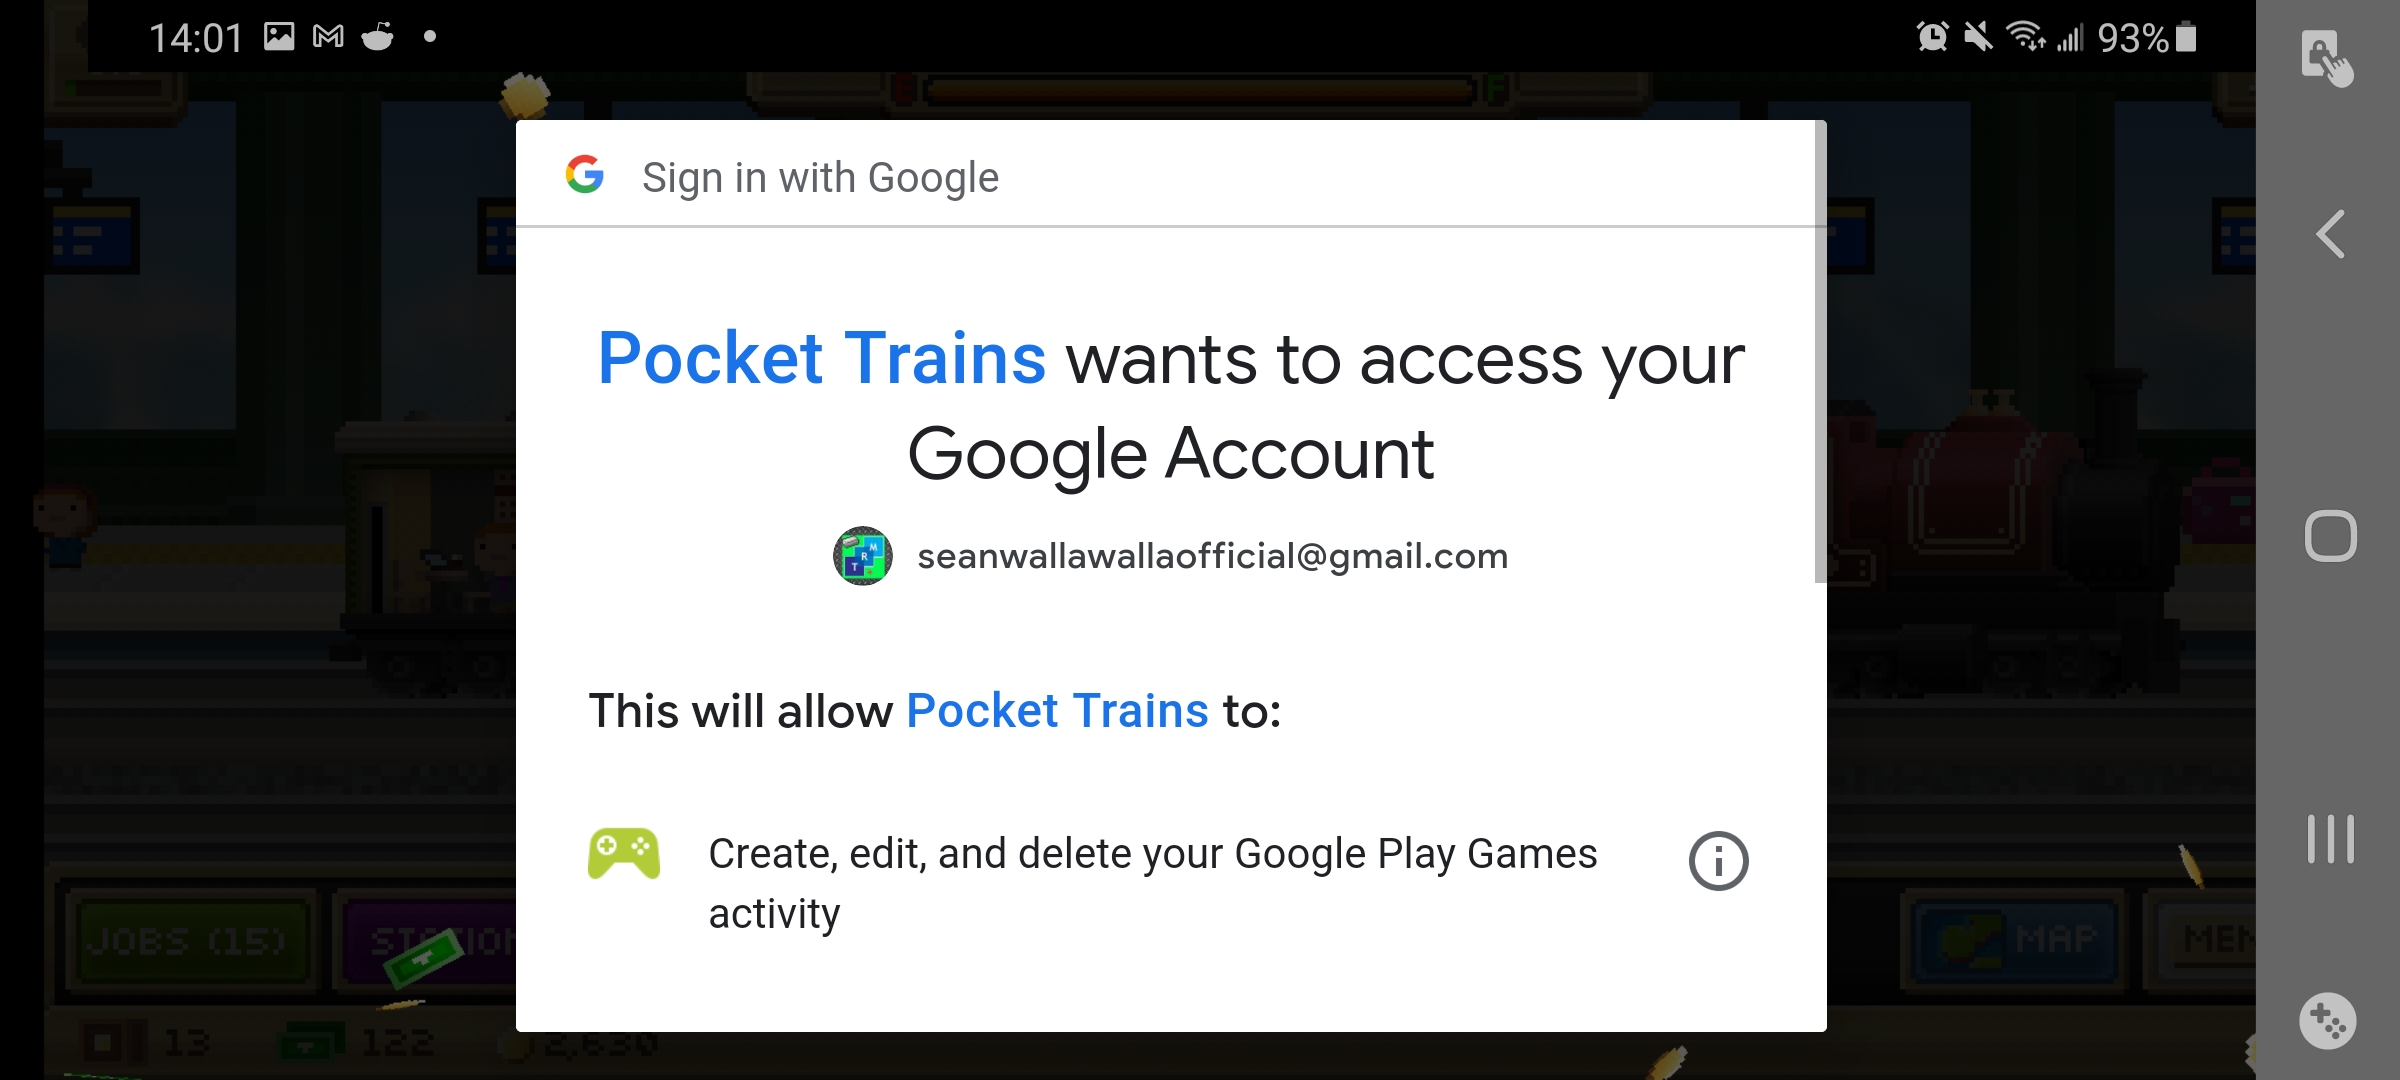 14:01
93%
E
F
Sign in with Google
Pocket Trains wants to access your
Google Account
M
R
T
seanwallawallaofficial@gmail.com
This will allow Pocket Trains to:
Create, edit, and delete your Google Play Games
activity
JOBS (15)
MAP
13
122
2,630